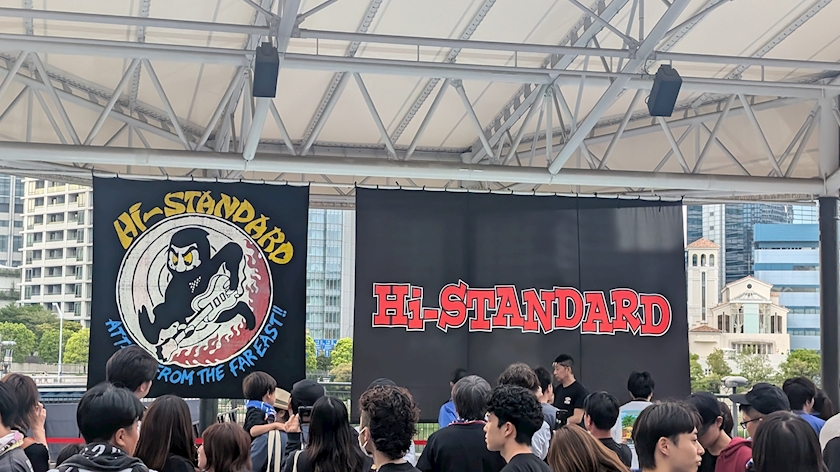 Hi-STANDARD
ATTACK FROM THE FAR EAST!!
Hi-STANDARD